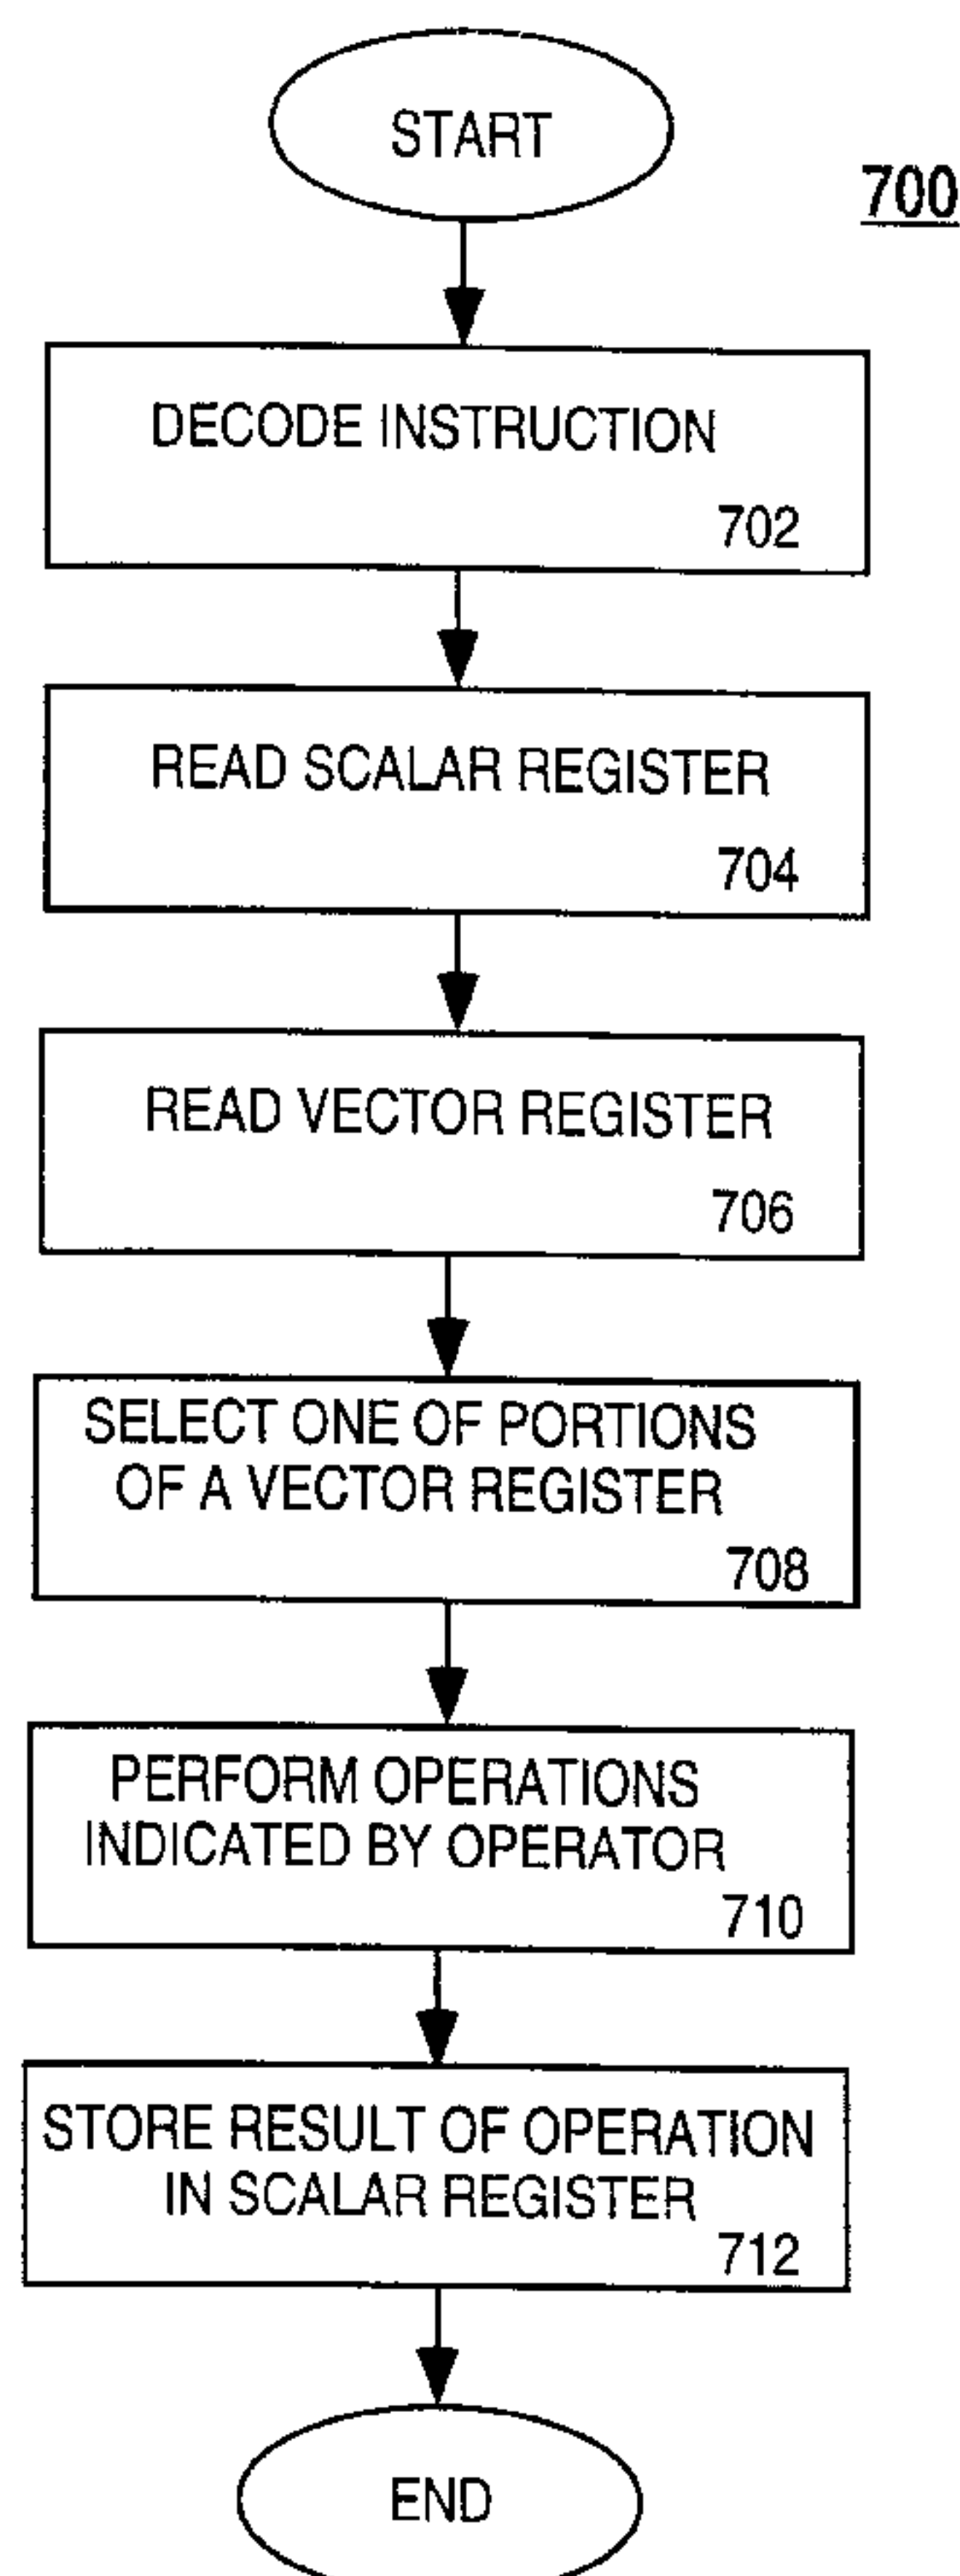 START
700
DECODE INSTRUCTION
702
READ SCALAR REGISTER
704
READ VECTOR REGISTER
706
SELECT ONE OF PORTIONS
OF A VECTOR REGISTER
708
PERFORM OPERATIONS
INDICATED BY OPERATOR
710
STORE RESULT OF OPERATION
IN SCALAR REGISTER
712
END